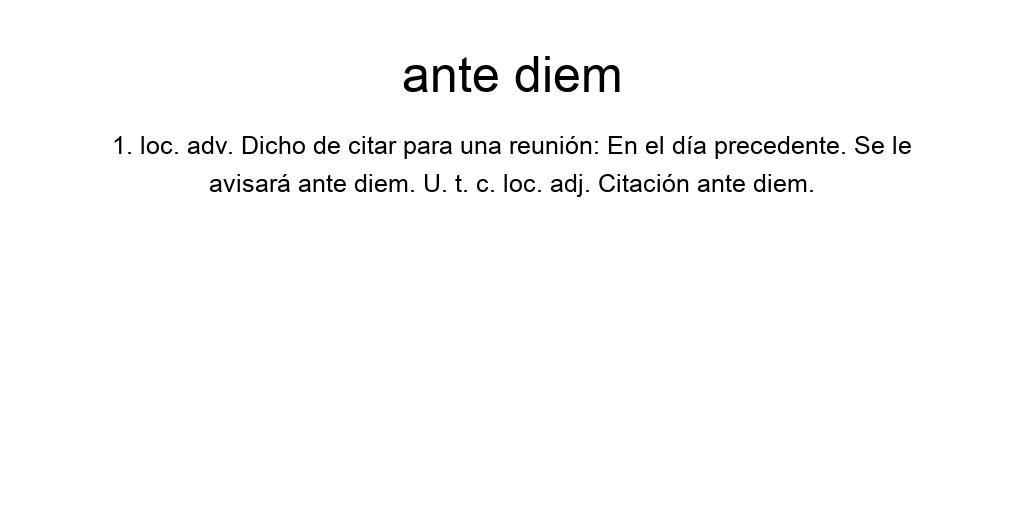 ante diem
1. loc. adv. Dicho de citar para una reunión: En el día precedente. Se le
avisará ante diem. U. t. c. loc. adj. Citación ante diem.